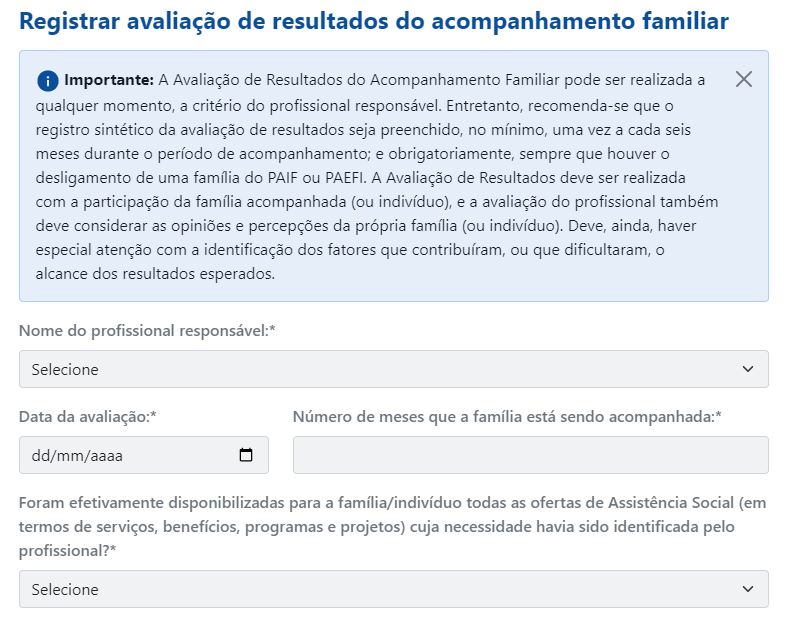 Registrar avaliação de resultados do acompanhamento familiar
Importante: A Avaliação de Resultados do Acompanhamento Familiar pode ser realizada a
qualquer momento, a critério do profissional responsável. Entretanto, recomenda-se que o
registro sintético da avaliação de resultados seja preenchido, no mínimo, uma vez a cada seis
meses durante o período de acompanhamento; e obrigatoriamente, sempre que houver o
desligamento de uma família do PAIF ou PAEFI. A Avaliação de Resultados deve ser realizada
com a participação da família acompanhada (ou indivíduo), e a avaliação do profissional também
deve considerar as opiniões e percepções da própria família (ou indivíduo). Deve, ainda, haver
especial atenção com a identificação dos fatores que contribuíram, ou que dificultaram, o
alcance dos resultados esperados.
Nome do profissional responsável:*
Selecione
Data da avaliação:*
Número de meses que a família está sendo acompanhada:*
dd/mm/aaaa
Foram efetivamente disponibilizadas para a família/indivíduo todas as ofertas de Assistência Social (em
termos de serviços, benefícios, programas e projetos) cuja necessidade havia sido identificada pelo
profissional?*
Selecione